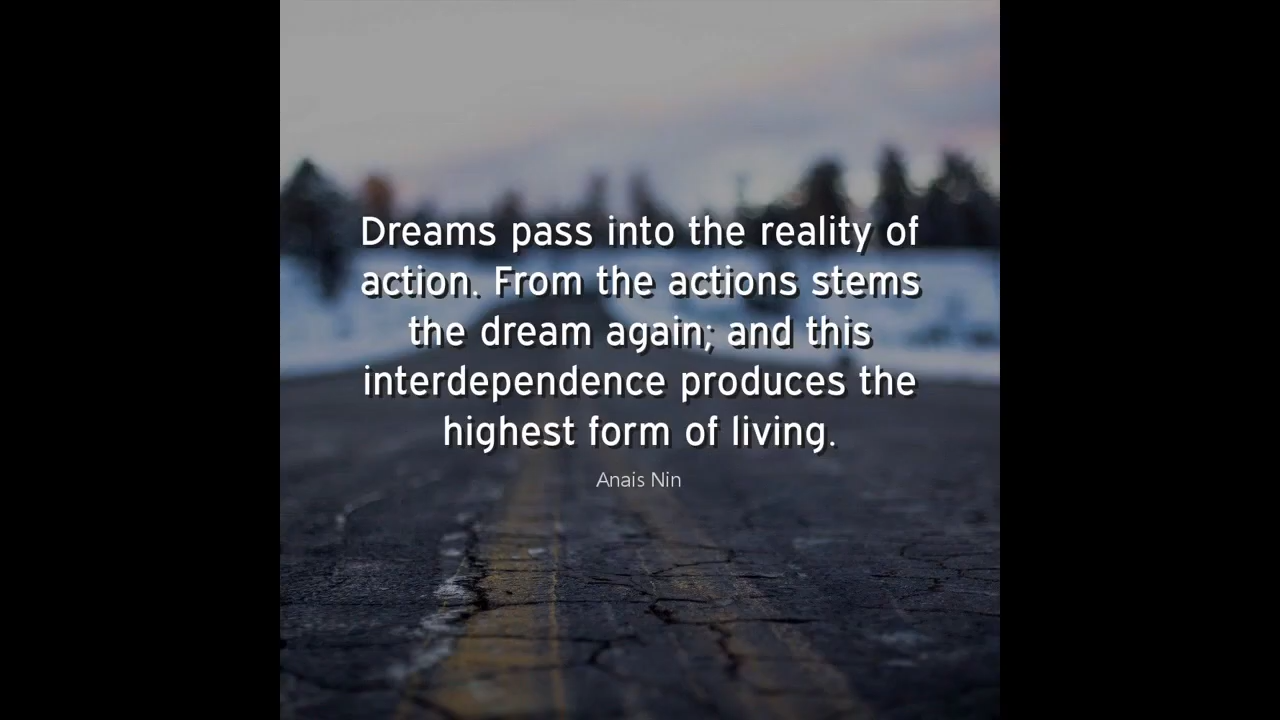 Dreams pass into the reality of
action. From the actions stems
the dream again; and this
interdependence produces the
highest form of living.
Anais Nin